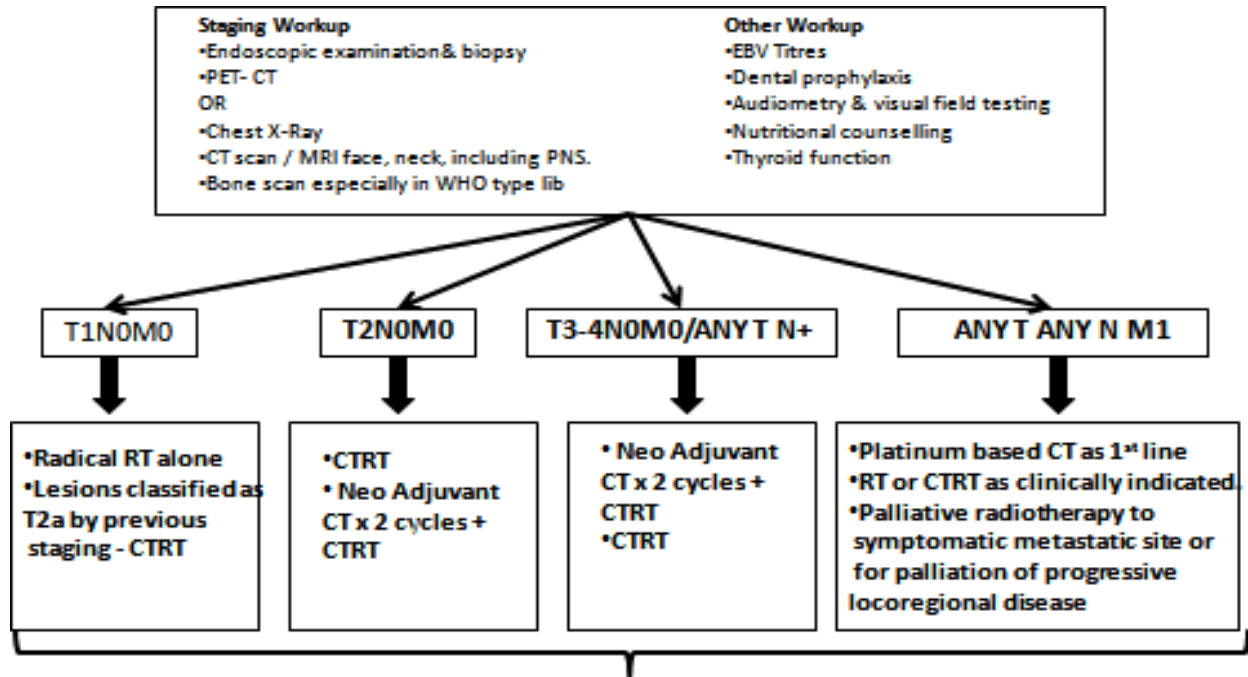 Staging Workup
•Endoscopic examination& biopsy
•PET- CT
OR
•Chest X-Ray
•CT scan / MRI face, neck, including PNS.
•Bone scan especially in WHO type lib
Other Workup
•EBV Titres
•Dental prophylaxis
•Audiometry & visual field testing
•Nutritional counselling
•Thyroid function
T1N0M0
T2N0M0
T3-4N0M0/ANY T N+
ANY T ANY N M1
•Radical RT alone
•Lesions classified as
T2a by previous
staging - CTRT
•CTRT
• Neo Adjuvant
CT x 2 cycles +
CTRT
• Neo Adjuvant
CT x 2 cycles +
CTRT
•CTRT
•Platinum based CT as 1st line
•RT or CTRT as clinically indicated.
•Palliative radiotherapy to
symptomatic metastatic site or
for palliation of progressive
locoregional disease